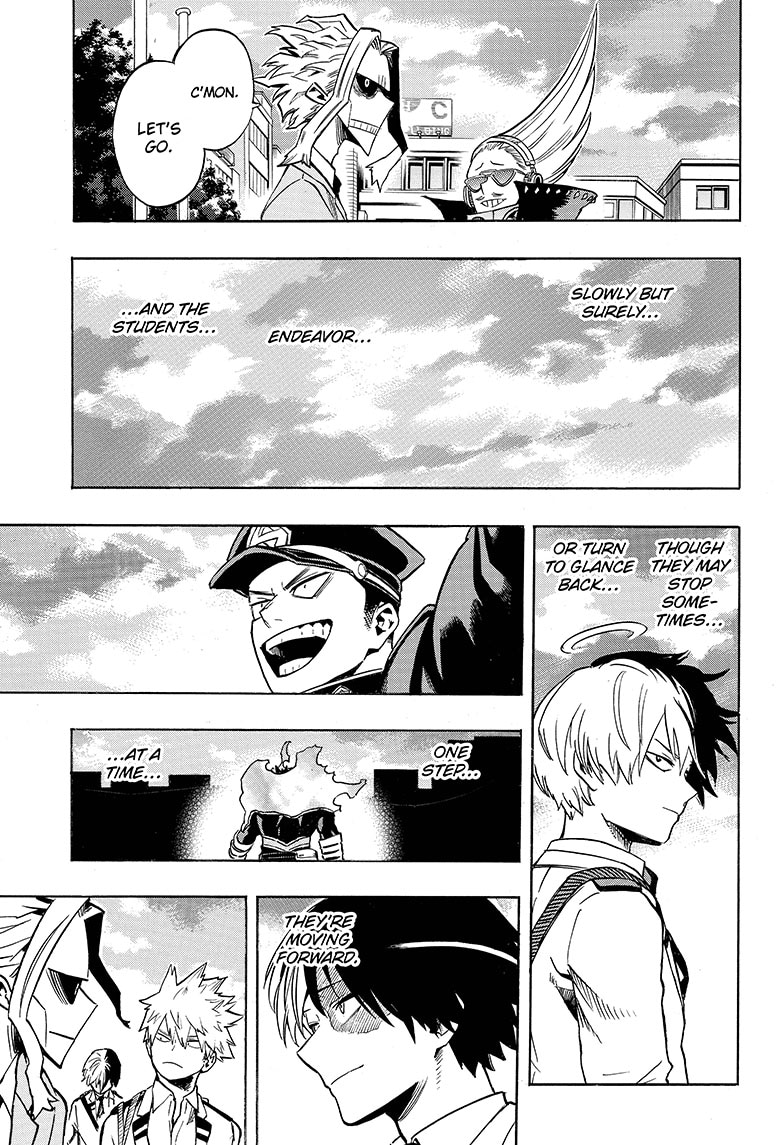 C'MON.
LET'S
GO.
SLOWLY BUT
SURELY...
ENDEAVOR...
...AND THE
STUDENTS...
THOUGH
THEY MAY
STOP
SOME-
TIMES...
OR TURN
TO GLANCE
BACK...
ONE
STEP...
...AT A
TIME...
THEY'RE
MOVING
FORWARD.